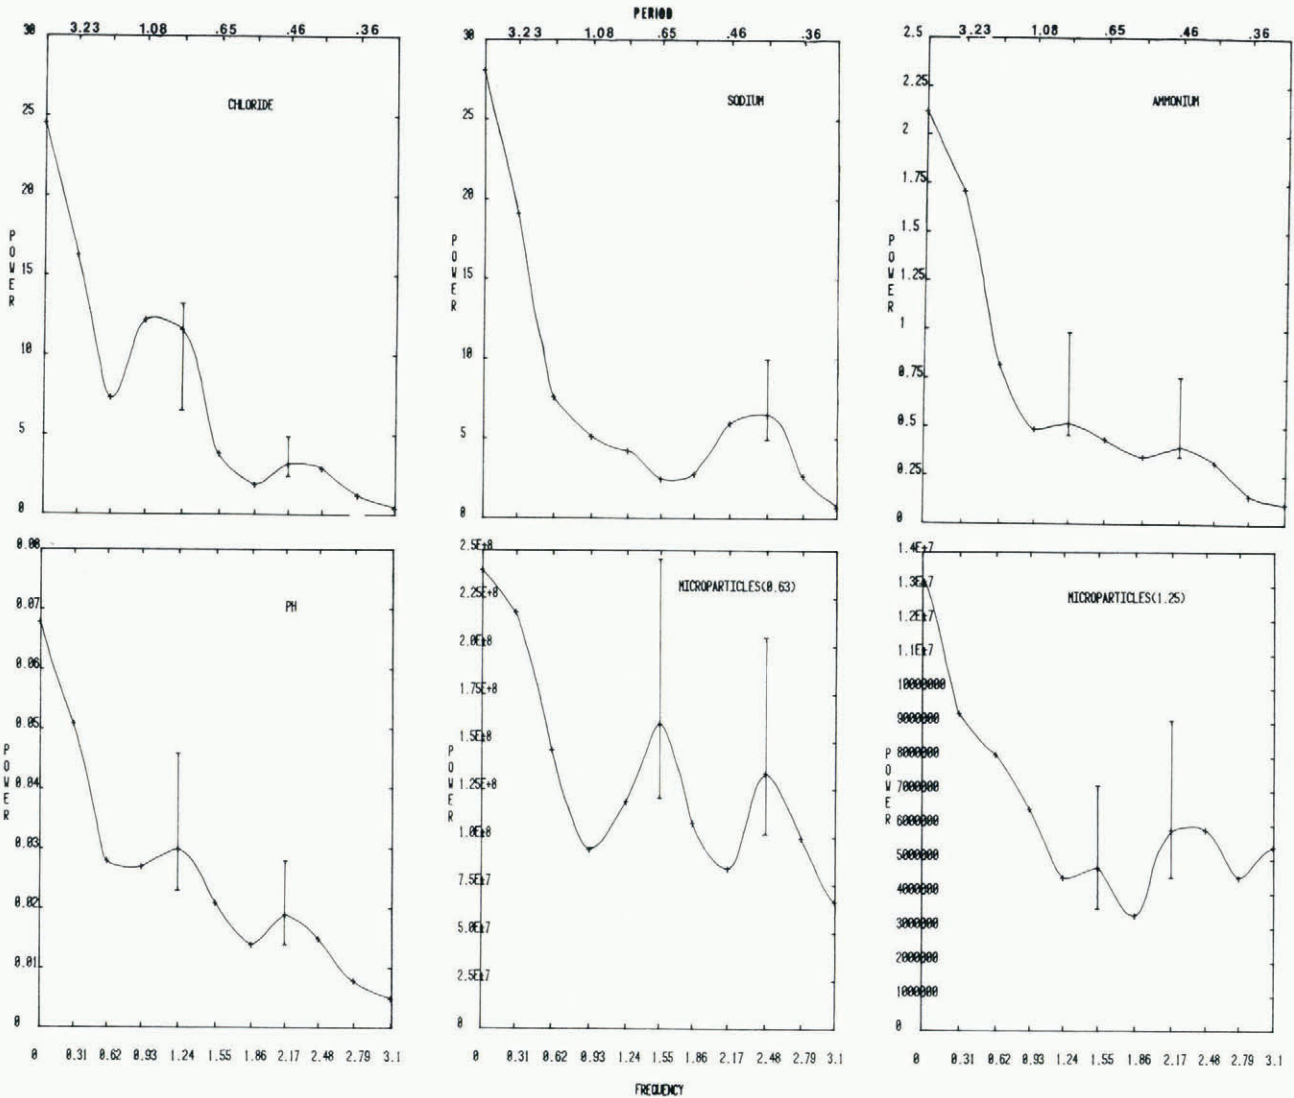 PERIOD
3.23 1.08 .65 .46 .36
30
25
20
15
10
5
0
CHLORIDE
POWER
3.23 1.08 .65 .46 .36
30
25
20
15
10
5
0
SODIUM
POWER
3.23 1.08 .65 .46 .36
2.5
2.25
2
1.75
1.5
1.25
1
0.75
0.5
0.25
0
AMMONIUM
POWER
0.08
0.07
0.06
0.05
0.04
0.03
0.02
0.01
0
PH
POWER
0 0.31 0.62 0.93 1.24 1.55 1.86 2.17 2.48 2.79 3.1
2.5E+8
2.25E+8
2.0E+8
1.75E+8
1.5E+8
1.25E+8
1.0E+8
7.5E+7
5.0E+7
2.5E+7
0
MICROPARTICLES(0.63)
POWER
0 0.31 0.62 0.93 1.24 1.55 1.86 2.17 2.48 2.79 3.1
1.4E+7
1.3E+7
1.2E+7
1.1E+7
10000000
9000000
8000000
7000000
6000000
5000000
4000000
3000000
2000000
1000000
0
MICROPARTICLES(1.25)
POWER
0 0.31 0.62 0.93 1.24 1.55 1.86 2.17 2.48 2.79 3.1
FREQUENCY